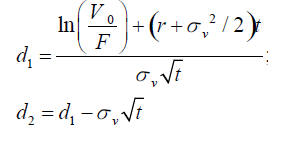 d₁ = (ln(V₀/F) + (r + σᵥ² / 2)t) / (σᵥ√t);
d₂ = d₁ − σᵥ√t